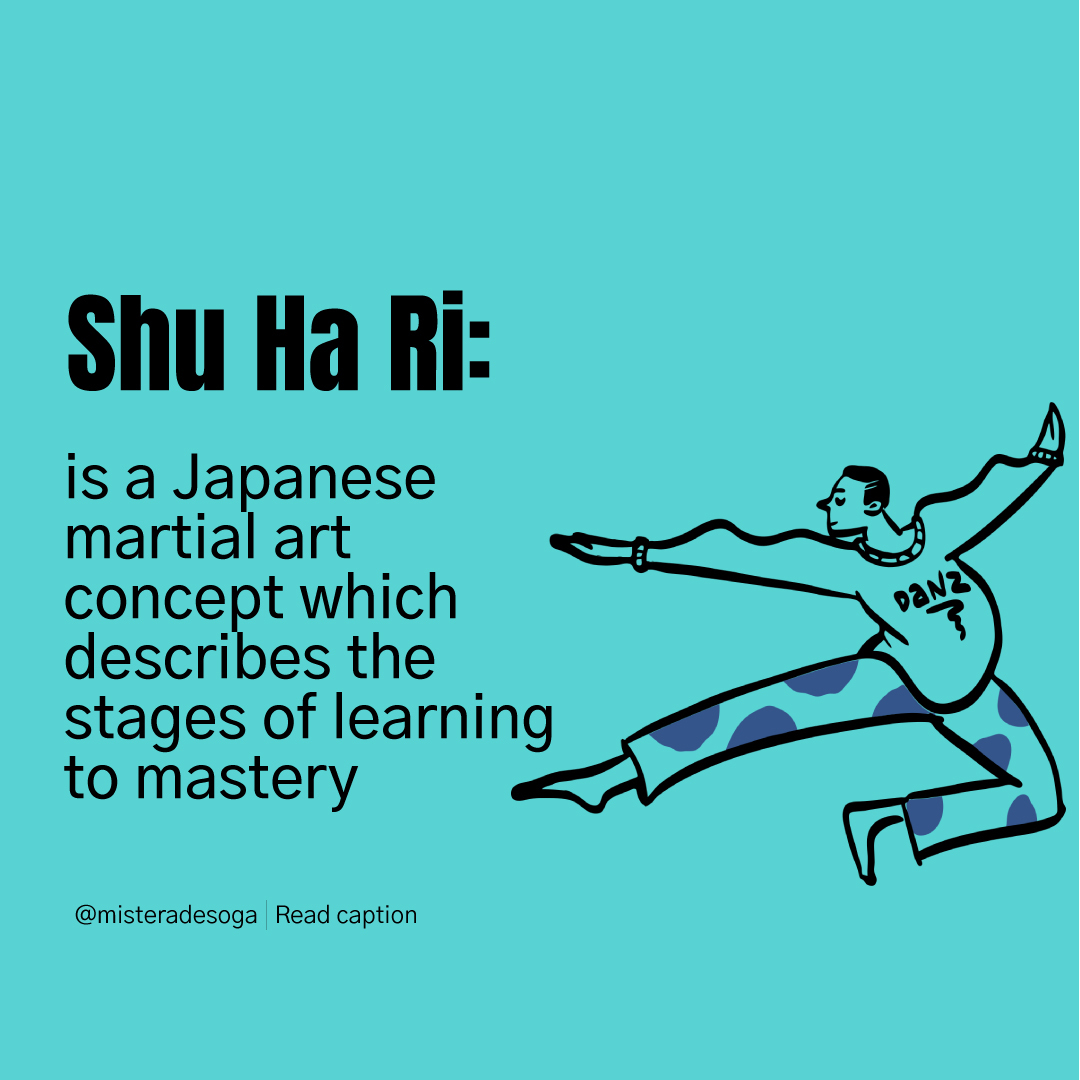 Shu Ha Ri:
is a Japanese
martial art
concept which
describes the
stages of learning
to mastery
DANZ
@misteradesoga | Read caption